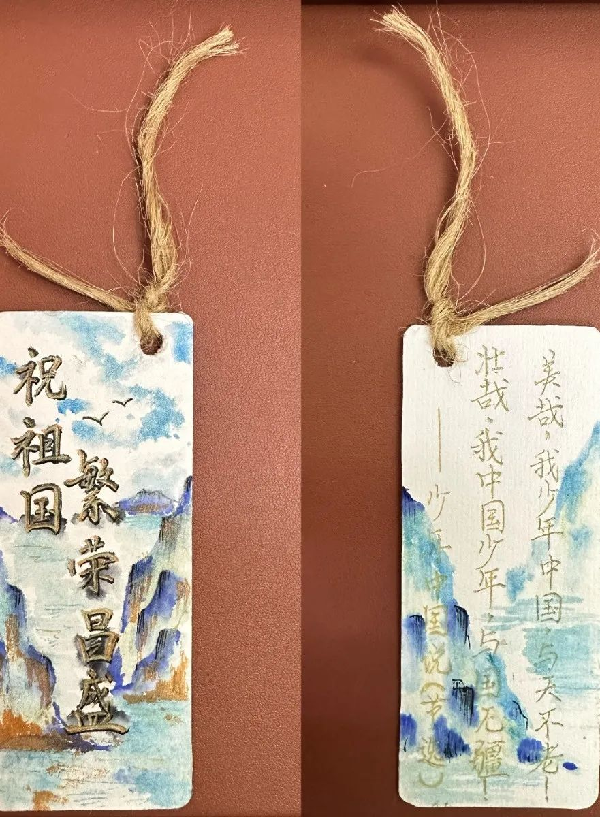 祝祖国
繁荣昌盛
美哉，我少年中国，与天不老！
壮哉，我中国少年，与国无疆！
——少年中国说（节选）